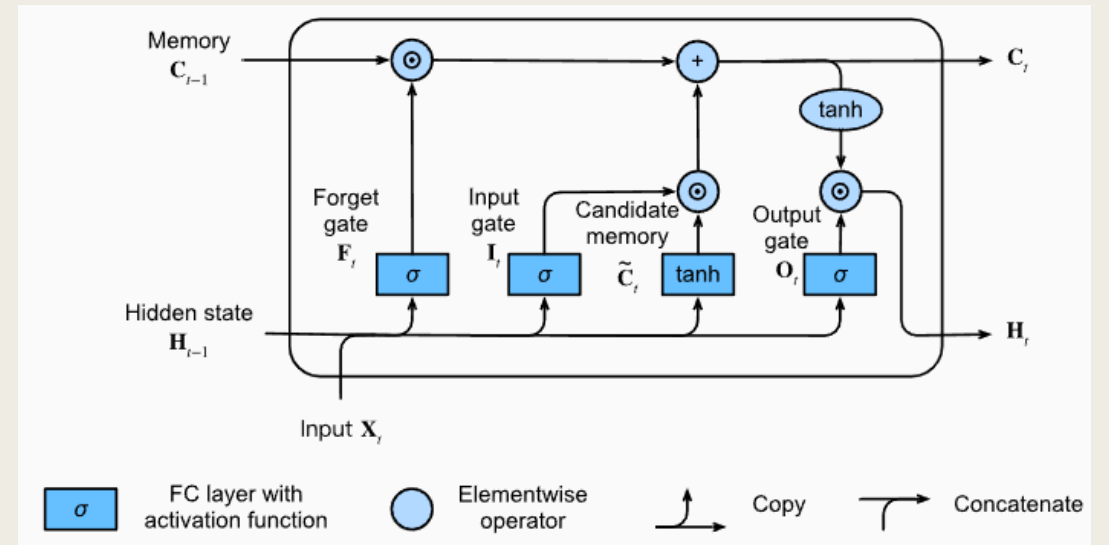 Memory
C_{t-1}
+
C_t
tanh
Forget
gate
F_t
Input
gate
I_t
Candidate
memory
C̃_t
Output
gate
O_t
σ
σ
tanh
σ
Hidden state
H_{t-1}
H_t
Input X_t
σ
FC layer with
activation function
Elementwise
operator
Copy
Concatenate